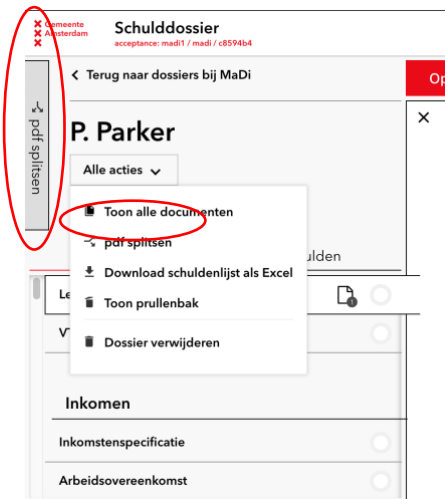 Gemeente
Amsterdam
Schulddossier
acceptance: madi1 / madi / c8594b4
pdf splitsen
Terug naar dossiers bij MaDi
Op
P. Parker
Alle acties
Toon alle documenten
pdf splitsen
ulden
Download schuldenlijst als Excel
Le
Toon prullenbak
1
V
Dossier verwijderen
Inkomen
Inkomstenspecificatie
Arbeidsovereenkomst